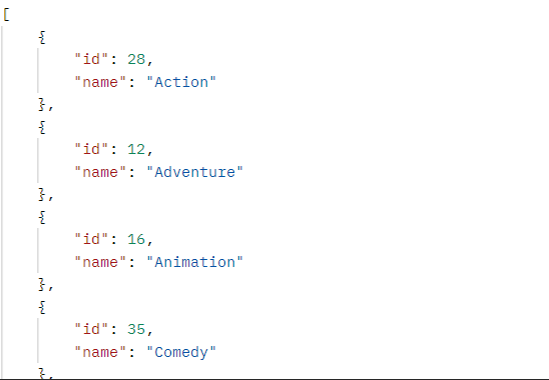 [
    {
        "id": 28,
        "name": "Action"
    },
    {
        "id": 12,
        "name": "Adventure"
    },
    {
        "id": 16,
        "name": "Animation"
    },
    {
        "id": 35,
        "name": "Comedy"
    },